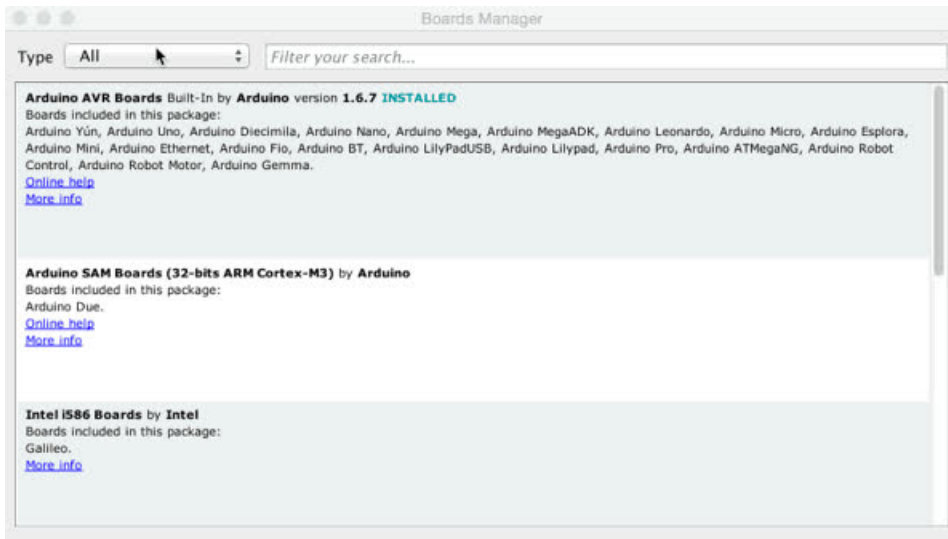 Boards Manager
Type All Filter your search...
Arduino AVR Boards Built-In by Arduino version 1.6.7 INSTALLED
Boards included in this package:
Arduino Yún, Arduino Uno, Arduino Diecimila, Arduino Nano, Arduino Mega, Arduino MegaADK, Arduino Leonardo, Arduino Micro, Arduino Esplora,
Arduino Mini, Arduino Ethernet, Arduino Fio, Arduino BT, Arduino LilyPadUSB, Arduino Lilypad, Arduino Pro, Arduino ATMegaNG, Arduino Robot
Control, Arduino Robot Motor, Arduino Gemma.
Online help
More info
Arduino SAM Boards (32-bits ARM Cortex-M3) by Arduino
Boards included in this package:
Arduino Due.
Online help
More info
Intel i586 Boards by Intel
Boards included in this package:
Galileo.
More info